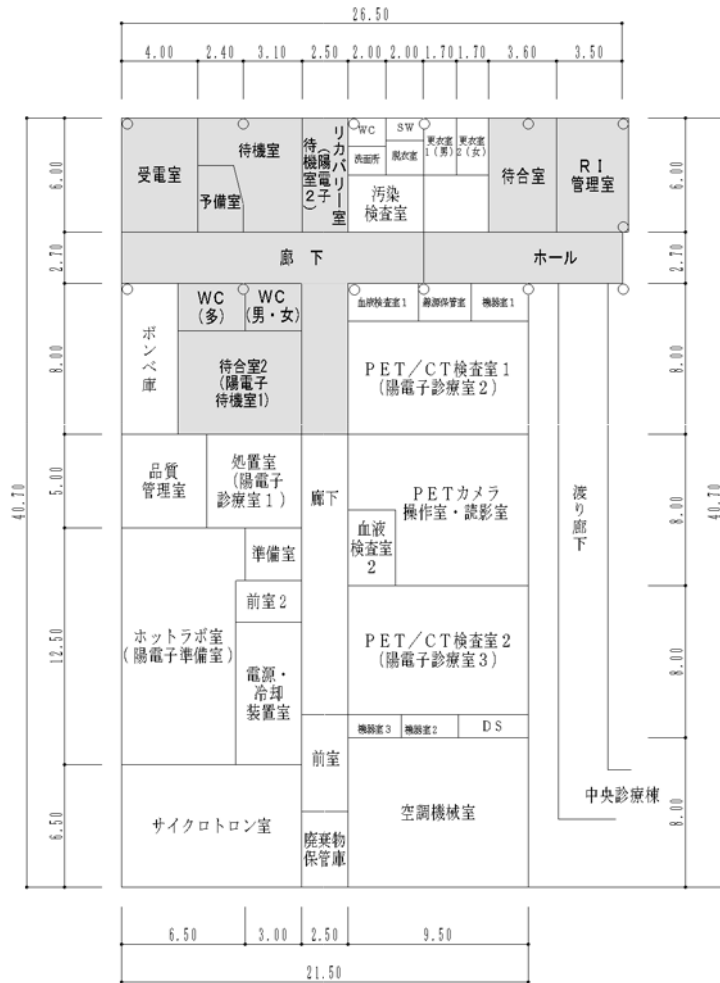 26.50
4.00
2.40
3.10
2.50
2.00
2.00
1.70
1.70
3.60
3.50
40.70
6.00
2.70
8.00
5.00
12.50
6.50
受電室
待機室
予備室
リカバリー室
(陽電子
待機室2)
WC
洗面所
SW
脱衣室
汚染
検査室
更衣室
1(男)
更衣室
2(女)
待合室
RI
管理室
廊下
ホール
ボンベ庫
WC
(多)
WC
(男・女)
待合室2
(陽電子
待機室1)
血液検査室1
線源保管室
機器室1
PET/CT検査室1
(陽電子診療室2)
品質
管理室
処置室
(陽電子
診療室1)
廊下
PETカメラ
操作室・読影室
血液
検査室
2
渡り廊下
準備室
前室2
ホットラボ室
(陽電子準備室)
電源・
冷却
装置室
PET/CT検査室2
(陽電子診療室3)
機器室3
機器室2
DS
前室
サイクロトロン室
廃棄物
保管庫
空調機械室
中央診療棟
6.00
2.70
8.00
8.00
8.00
8.00
40.70
6.50
3.00
2.50
9.50
21.50